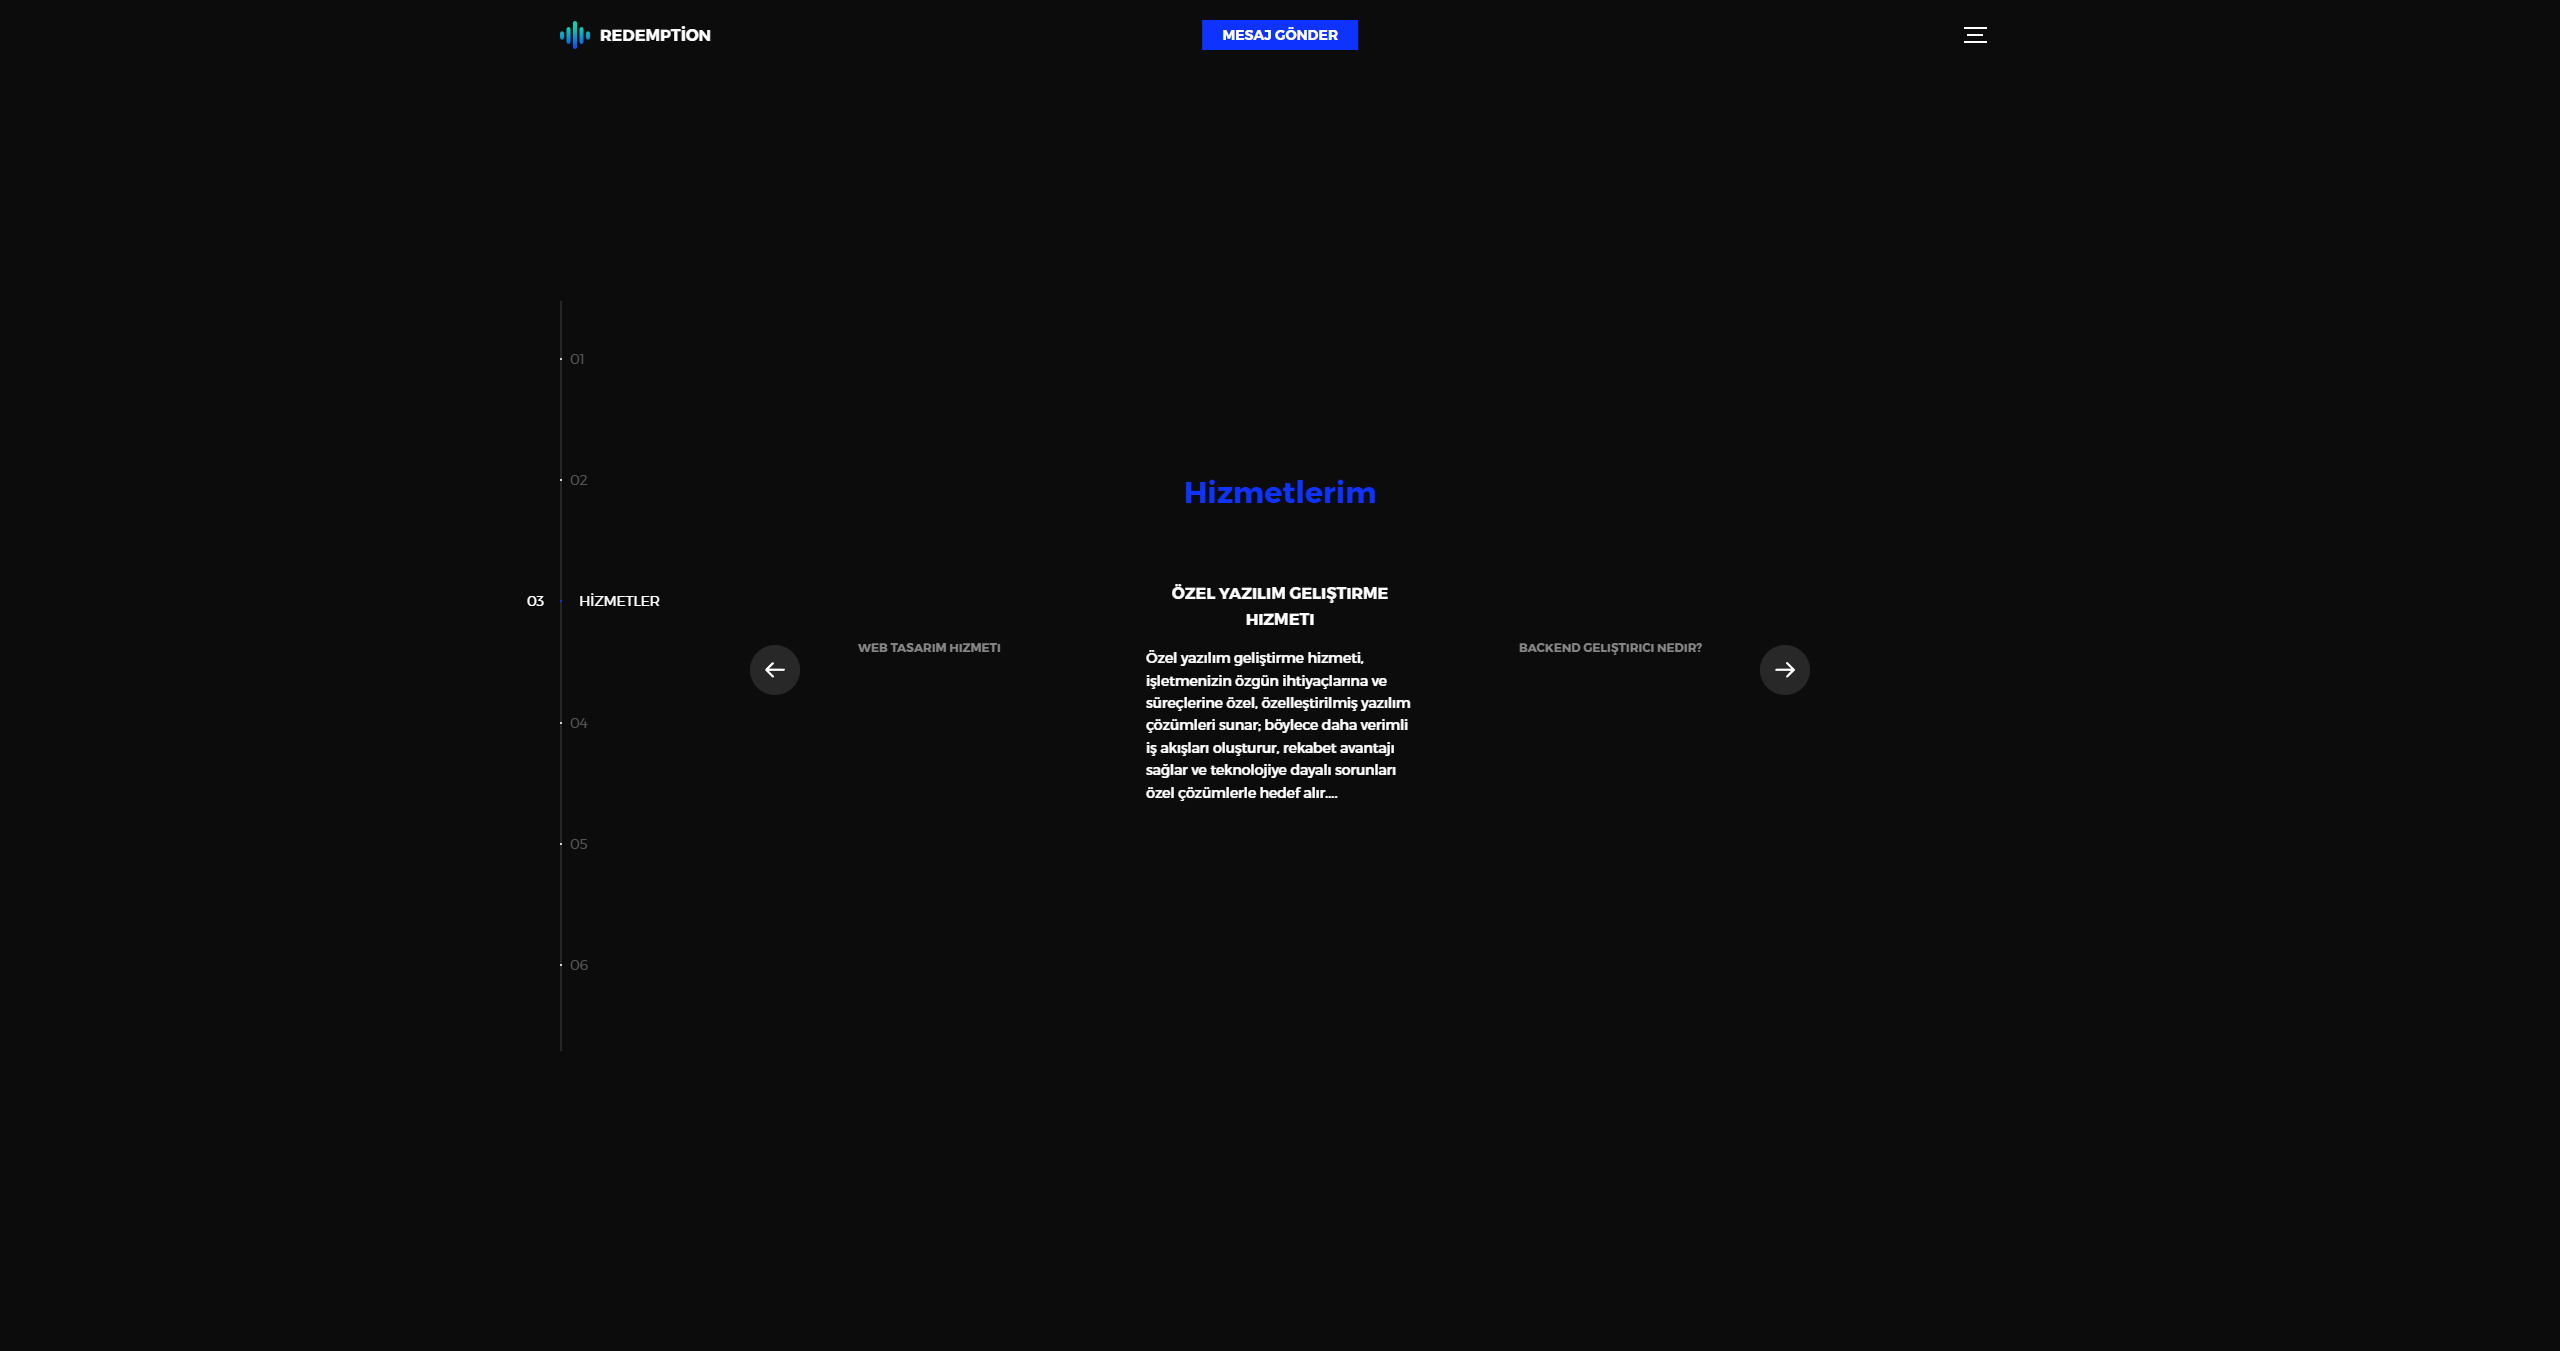 REDEMPTİON
MESAJ GÖNDER
01
02
Hizmetlerim
03
HİZMETLER
ÖZEL YAZILIM GELIŞTIRME
HIZMETI
WEB TASARIM HIZMETI
BACKEND GELIŞTIRICI NEDIR?
Özel yazılım geliştirme hizmeti,
işletmenizin özgün ihtiyaçlarına ve
süreçlerine özel, özelleştirilmiş yazılım
çözümleri sunar; böylece daha verimli
iş akışları oluşturur, rekabet avantajı
sağlar ve teknolojiye dayalı sorunları
özel çözümlerle hedef alır....
04
05
06